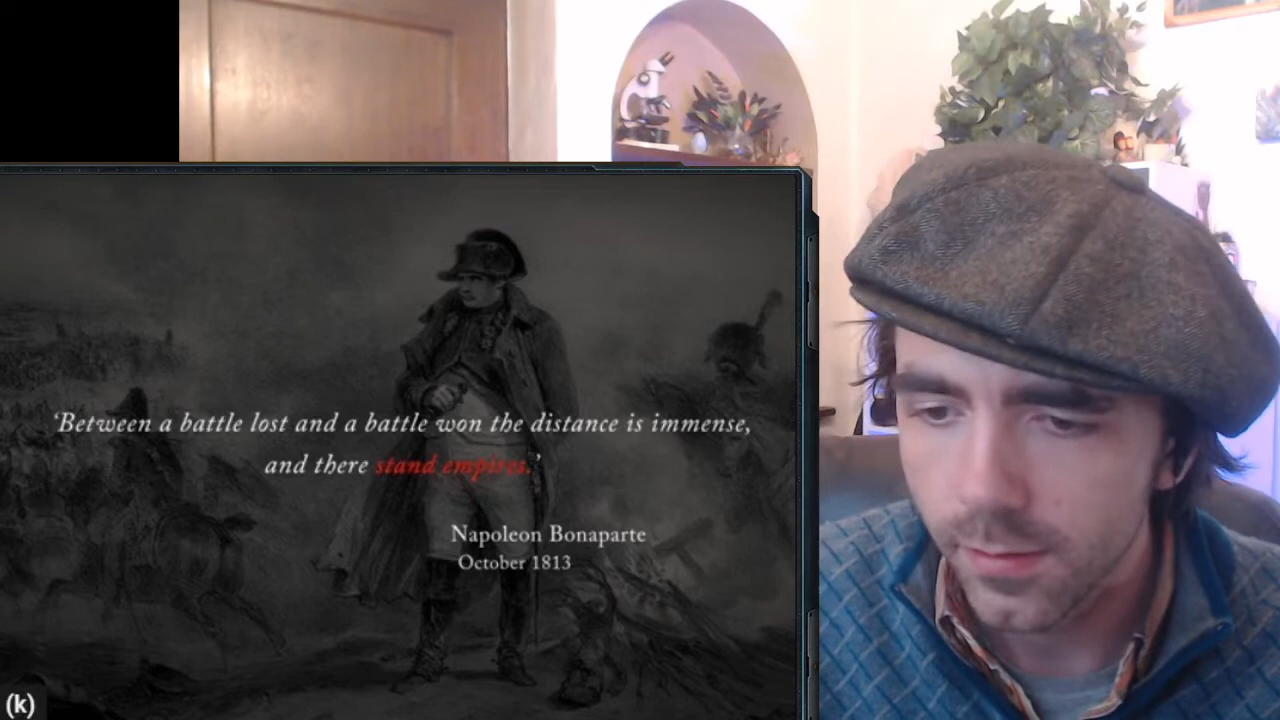 ‘Between a battle lost and a battle won the distance is immense,
and there stand empires.’
Napoleon Bonaparte
October 1813
(k)